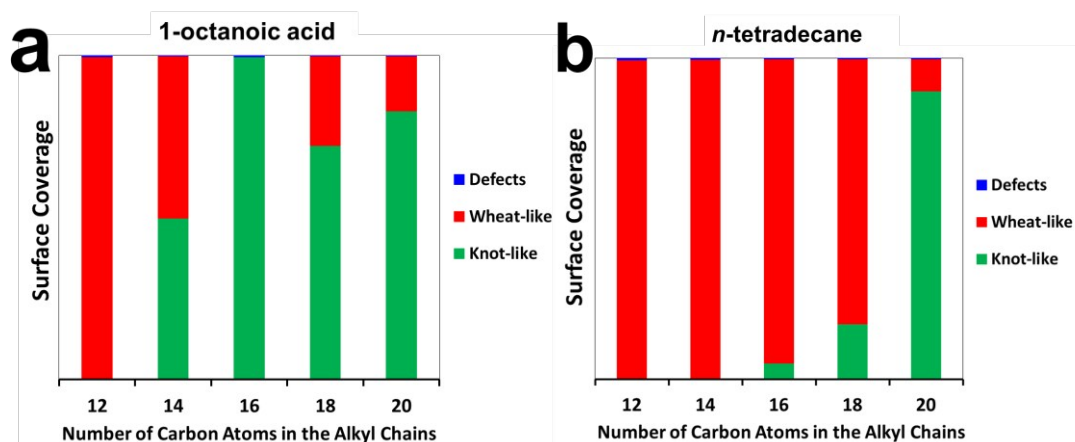 a
1-octanoic acid
Surface Coverage
Defects
Wheat-like
Knot-like
12 14 16 18 20
Number of Carbon Atoms in the Alkyl Chains
b
n-tetradecane
Surface Coverage
Defects
Wheat-like
Knot-like
12 14 16 18 20
Number of Carbon Atoms in the Alkyl Chains